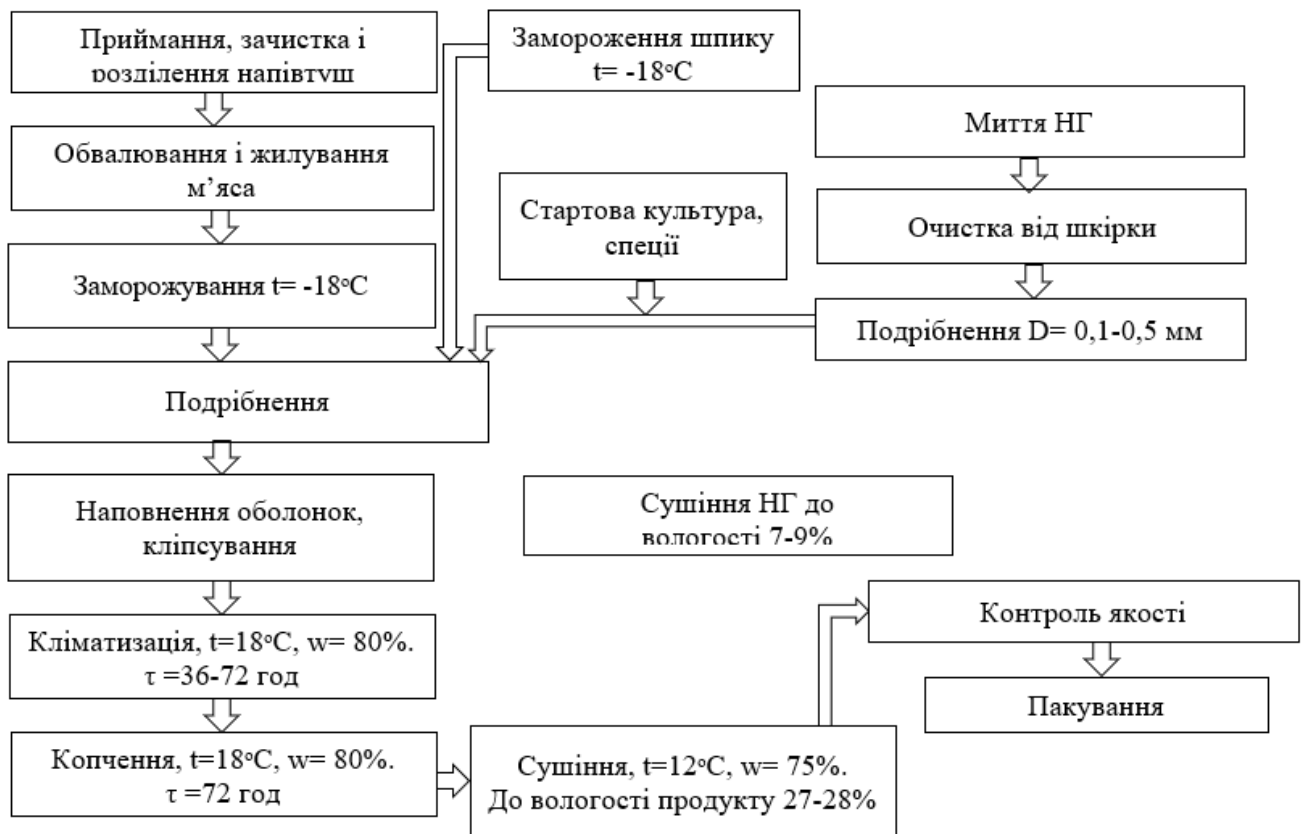 Приймання, зачистка і
розділення напівтуш
Обвалювання і жилування
м’яса
Заморожування t= -18°C
Замороження шпику
t= -18°C
Стартова культура,
спеції
Миття НГ
Очистка від шкірки
Подрібнення D= 0,1-0,5 мм
Подрібнення
Наповнення оболонок,
кліпсування
Сушіння НГ до
вологості 7-9%
Кліматизація, t=18°C, w= 80%.
τ =36-72 год
Копчення, t=18°C, w= 80%.
τ =72 год
Сушіння, t=12°C, w= 75%.
До вологості продукту 27-28%
Контроль якості
Пакування